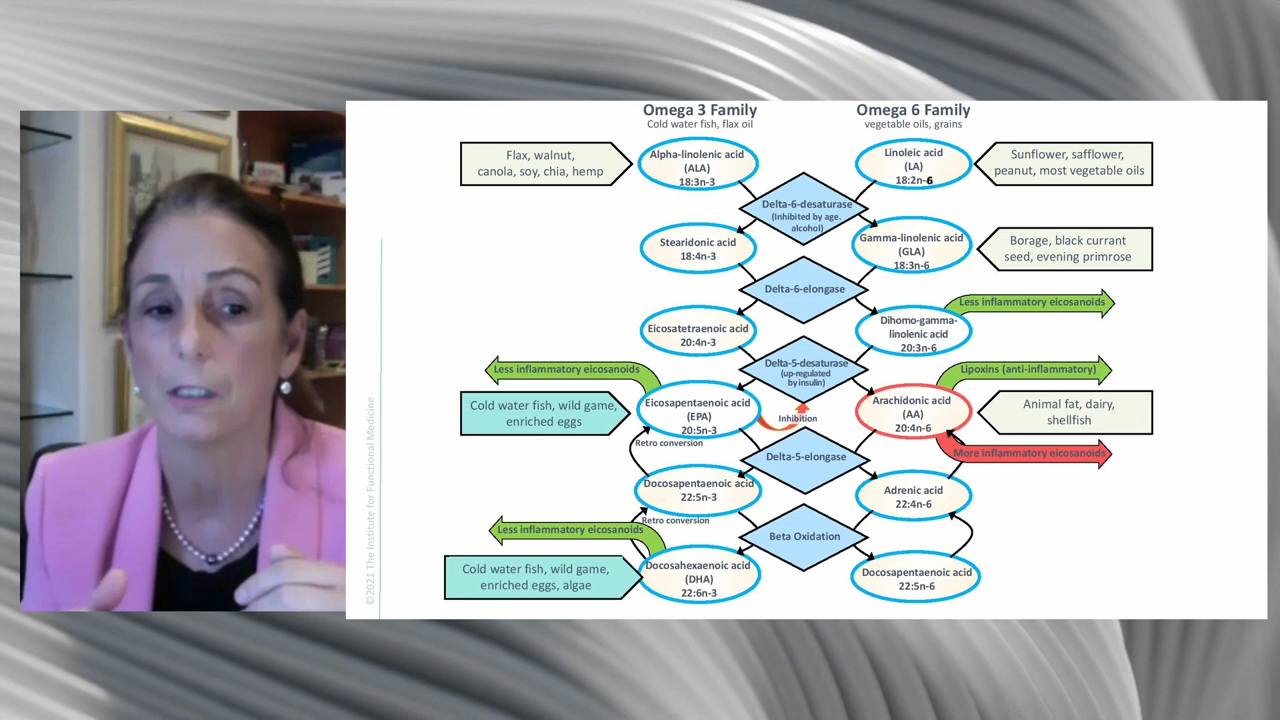 Omega 3 Family
Cold water fish, flax oil
Omega 6 Family
vegetable oils, grains
Flax, walnut,
canola, soy, chia, hemp
Alpha-linolenic acid
(ALA)
18:3n-3
Linoleic acid
(LA)
18:2n-6
Sunflower, safflower,
peanut, most vegetable oils
Delta-6-desaturase
(Inhibited by age.
alcohol)
Stearidonic acid
18:4n-3
Gamma-linolenic acid
(GLA)
18:3n-6
Borage, black currant
seed, evening primrose
Delta-6-elongase
Less inflammatory eicosanoids
Eicosatetraenoic acid
20:4n-3
Dihomo-gamma-
linolenic acid
20:3n-6
Delta-5-desaturase
(up-regulated
by insulin)
Less inflammatory eicosanoids
Lipoxins (anti-inflammatory)
Cold water fish, wild game,
enriched eggs
Eicosapentaenoic acid
(EPA)
20:5n-3
Inhibition
Arachidonic acid
(AA)
20:4n-6
Animal fat, dairy,
shellfish
Retro conversion
Delta-5-elongase
More inflammatory eicosanoids
Docosapentaenoic acid
22:5n-3
Adrenic acid
22:4n-6
Retro conversion
Less inflammatory eicosanoids
Beta Oxidation
Cold water fish, wild game,
enriched eggs, algae
Docosahexaenoic acid
(DHA)
22:6n-3
Docosapentaenoic acid
22:5n-6
©2021 The Institute for Functional Medicine